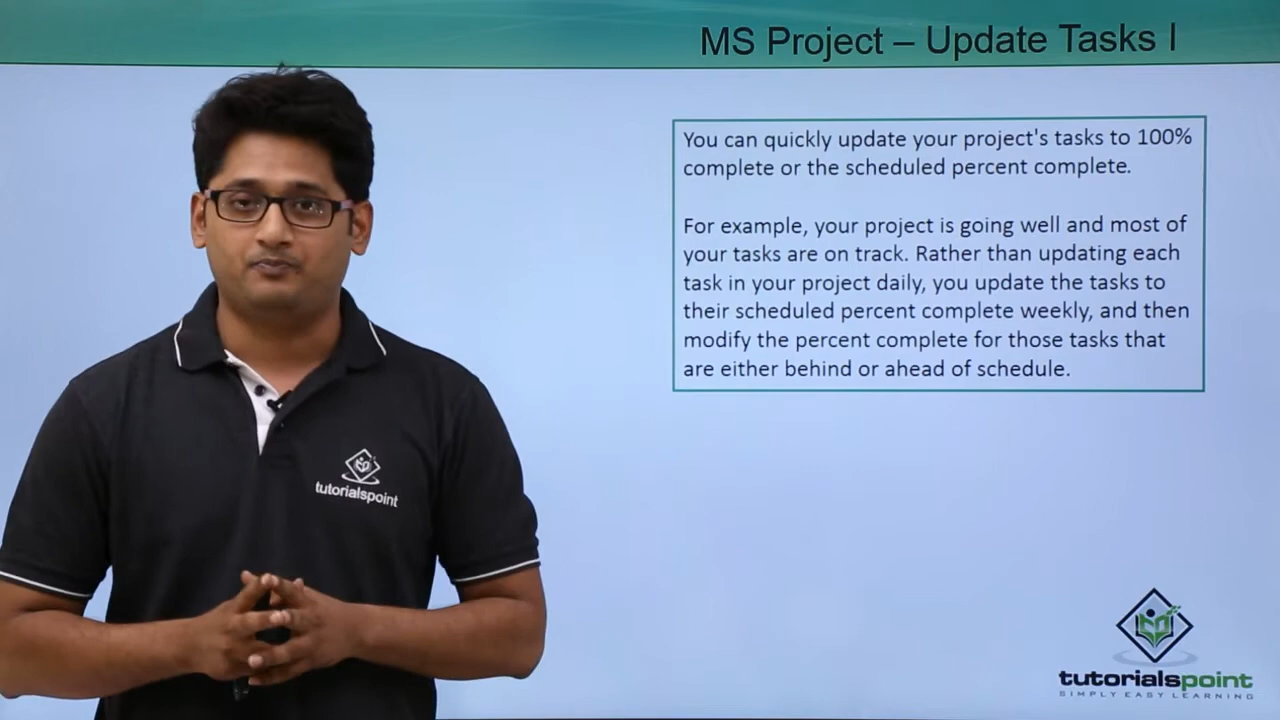 MS Project – Update Tasks I
You can quickly update your project's tasks to 100%
complete or the scheduled percent complete.
For example, your project is going well and most of
your tasks are on track. Rather than updating each
task in your project daily, you update the tasks to
their scheduled percent complete weekly, and then
modify the percent complete for those tasks that
are either behind or ahead of schedule.
tutorialspoint
tutorialspoint
SIMPLY EASY LEARNING